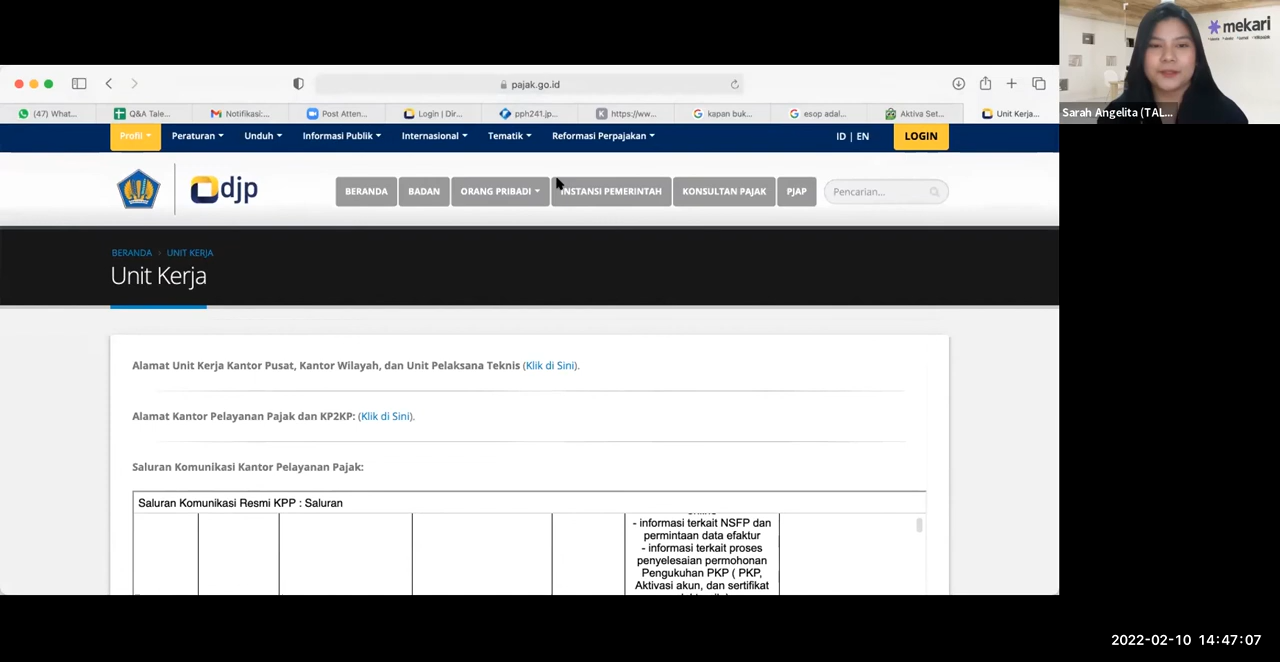 mekari
Sarah Angelita (TAL...
pajak.go.id
(47) What...
Q&A Tale...
Notifikasi:...
Post Atten...
Login | Dir...
pph241.jp...
https://ww...
kapan buk...
esop adal...
Aktiva Set...
Unit Kerja...
Profil
Peraturan
Unduh
Informasi Publik
Internasional
Tematik
Reformasi Perpajakan
ID | EN
LOGIN
djp
BERANDA
BADAN
ORANG PRIBADI
INSTANSI PEMERINTAH
KONSULTAN PAJAK
PJAP
Pencarian...
BERANDA › UNIT KERJA
Unit Kerja
Alamat Unit Kerja Kantor Pusat, Kantor Wilayah, dan Unit Pelaksana Teknis (Klik di Sini).
Alamat Kantor Pelayanan Pajak dan KP2KP: (Klik di Sini).
Saluran Komunikasi Kantor Pelayanan Pajak:
Saluran Komunikasi Resmi KPP : Saluran
- informasi terkait NSFP dan
permintaan data efaktur
- informasi terkait proses
penyelesaian permohonan
Pengukuhan PKP ( PKP,
Aktivasi akun, dan sertifikat
2022-02-10 14:47:07